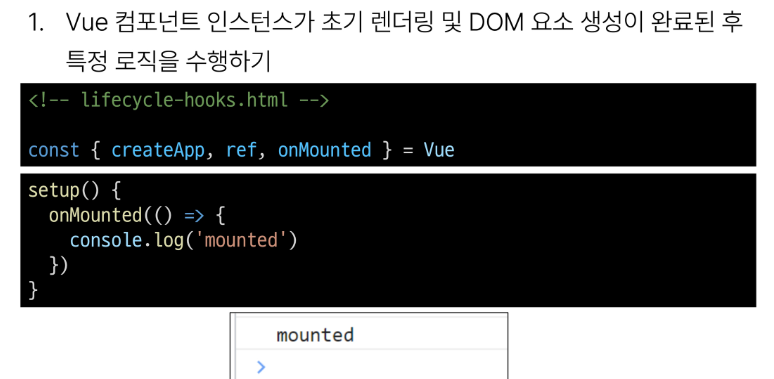 1. Vue 컴포넌트 인스턴스가 초기 렌더링 및 DOM 요소 생성이 완료된 후
특정 로직을 수행하기
<!-- lifecycle-hooks.html -->
const { createApp, ref, onMounted } = Vue
setup() {
  onMounted(() => {
    console.log('mounted')
  })
}
mounted
>